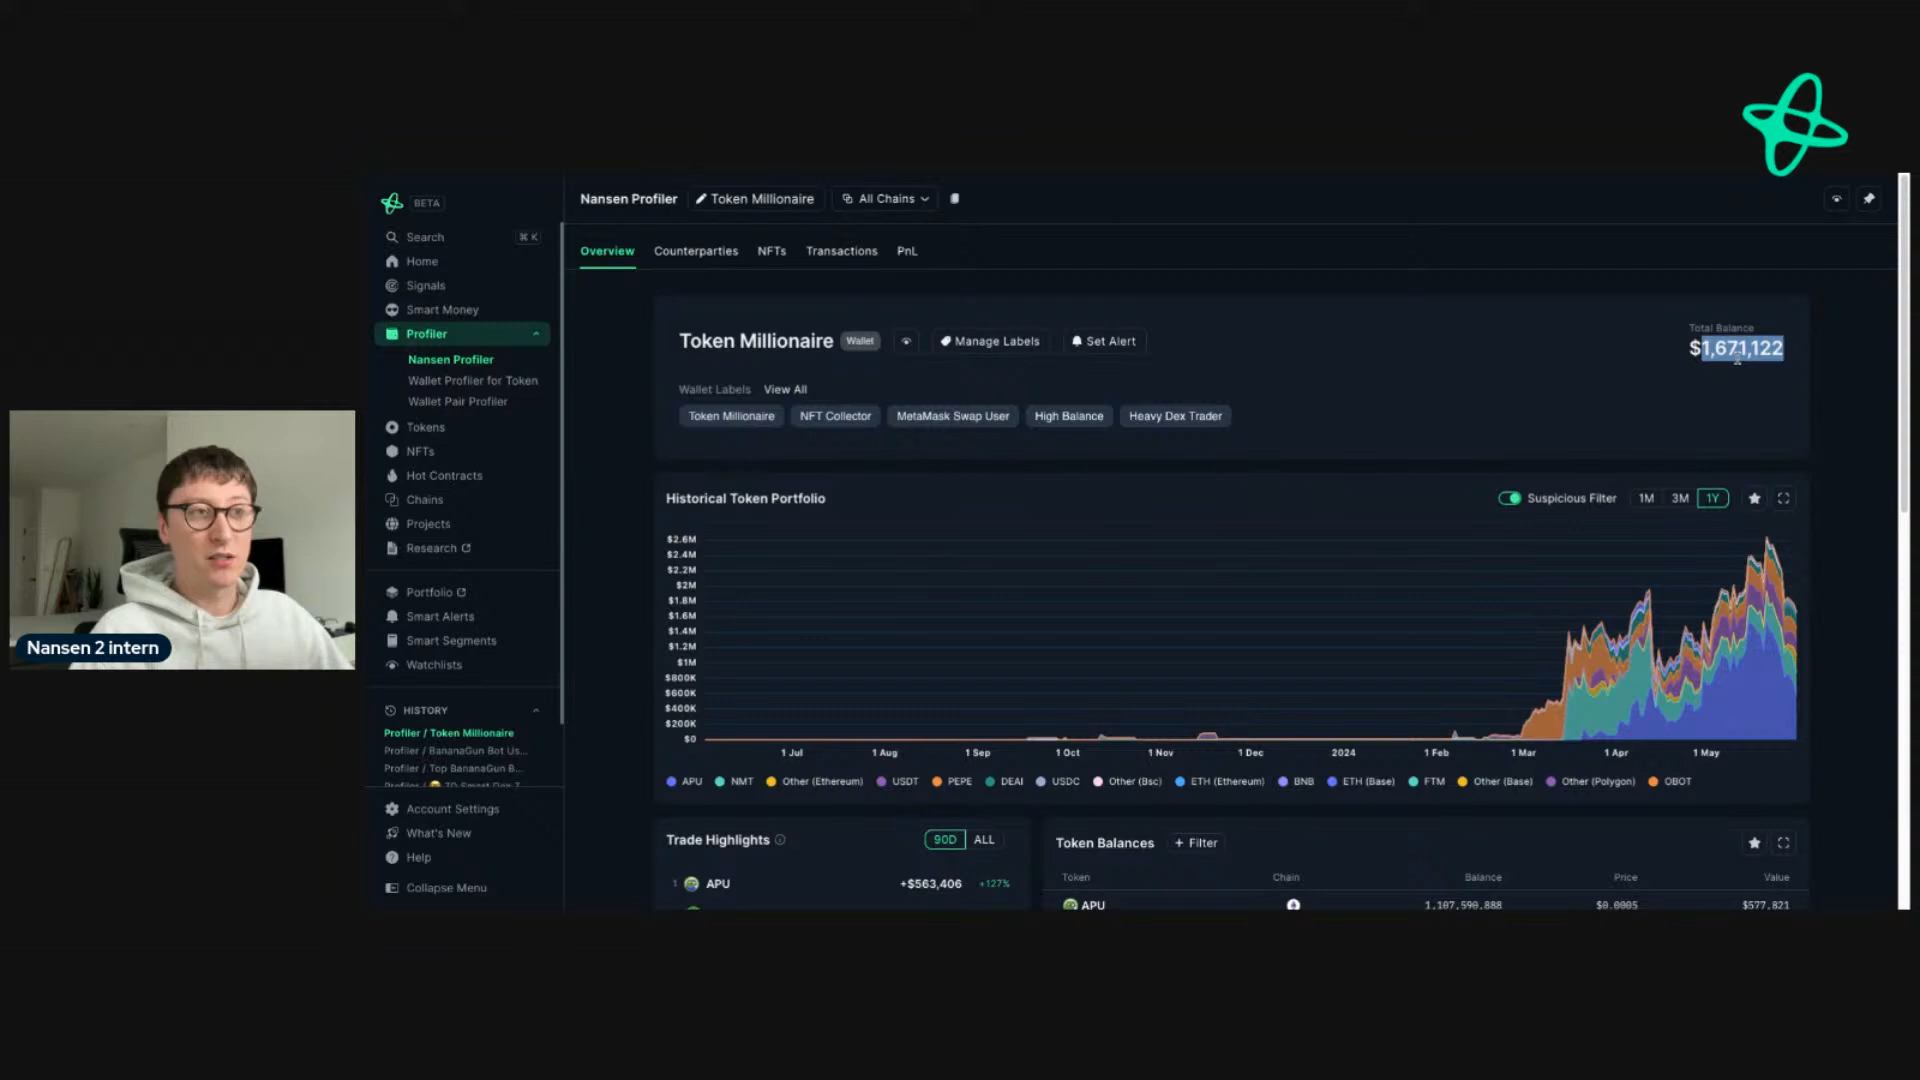 BETA
Search ⌘ K
Home
Signals
Smart Money
Profiler
Nansen Profiler
Wallet Profiler for Token
Wallet Pair Profiler
Tokens
NFTs
Hot Contracts
Chains
Projects
Research
Portfolio
Smart Alerts
Smart Segments
Watchlists
HISTORY
Profiler / Token Millionaire
Profiler / BananaGun Bot Us...
Profiler / Top BananaGun B...
Account Settings
What's New
Help
Collapse Menu
Nansen 2 intern
Nansen Profiler Token Millionaire All Chains
Overview Counterparties NFTs Transactions PnL
Token Millionaire Wallet Manage Labels Set Alert
Total Balance
$1,671,122
Wallet Labels View All
Token Millionaire NFT Collector MetaMask Swap User High Balance Heavy Dex Trader
Historical Token Portfolio Suspicious Filter 1M 3M 1Y
$2.6M
$2.4M
$2.2M
$2M
$1.8M
$1.6M
$1.4M
$1.2M
$1M
$800K
$600K
$400K
$200K
$0
1 Jul 1 Aug 1 Sep 1 Oct 1 Nov 1 Dec 2024 1 Feb 1 Mar 1 Apr 1 May
APU NMT Other (Ethereum) USDT PEPE DEAI USDC Other (Bsc) ETH (Ethereum) BNB ETH (Base) FTM Other (Base) Other (Polygon) OBOT
Trade Highlights 90D ALL
1 APU +$563,406 +127%
Token Balances + Filter
Token Chain Balance Price Value
APU 1,107,590,888 $0.0005 $577,821